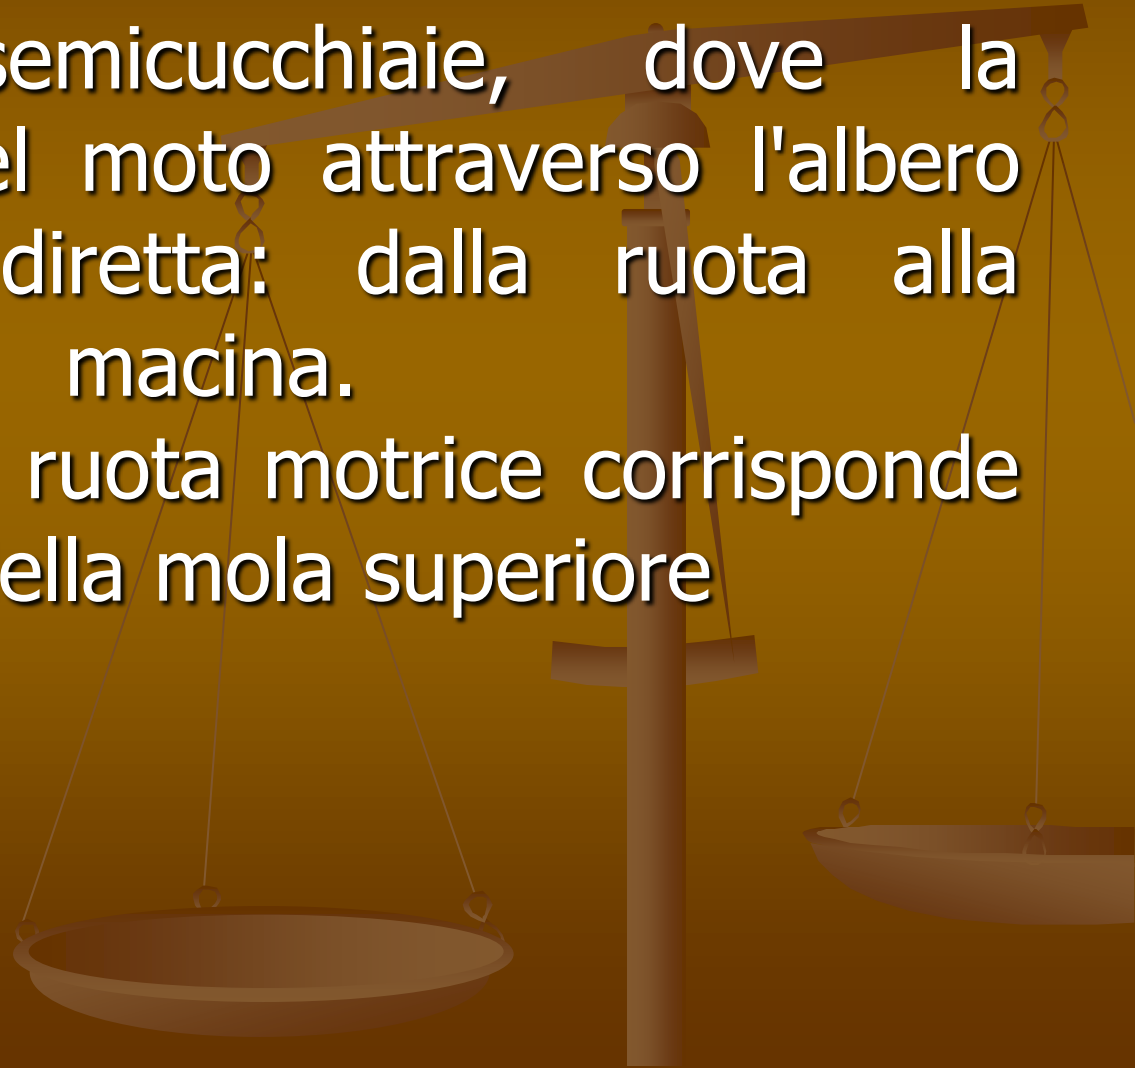 semicucchiaie, dove la
el moto attraverso l'albero
diretta: dalla ruota alla
macina.
ruota motrice corrisponde
ella mola superiore